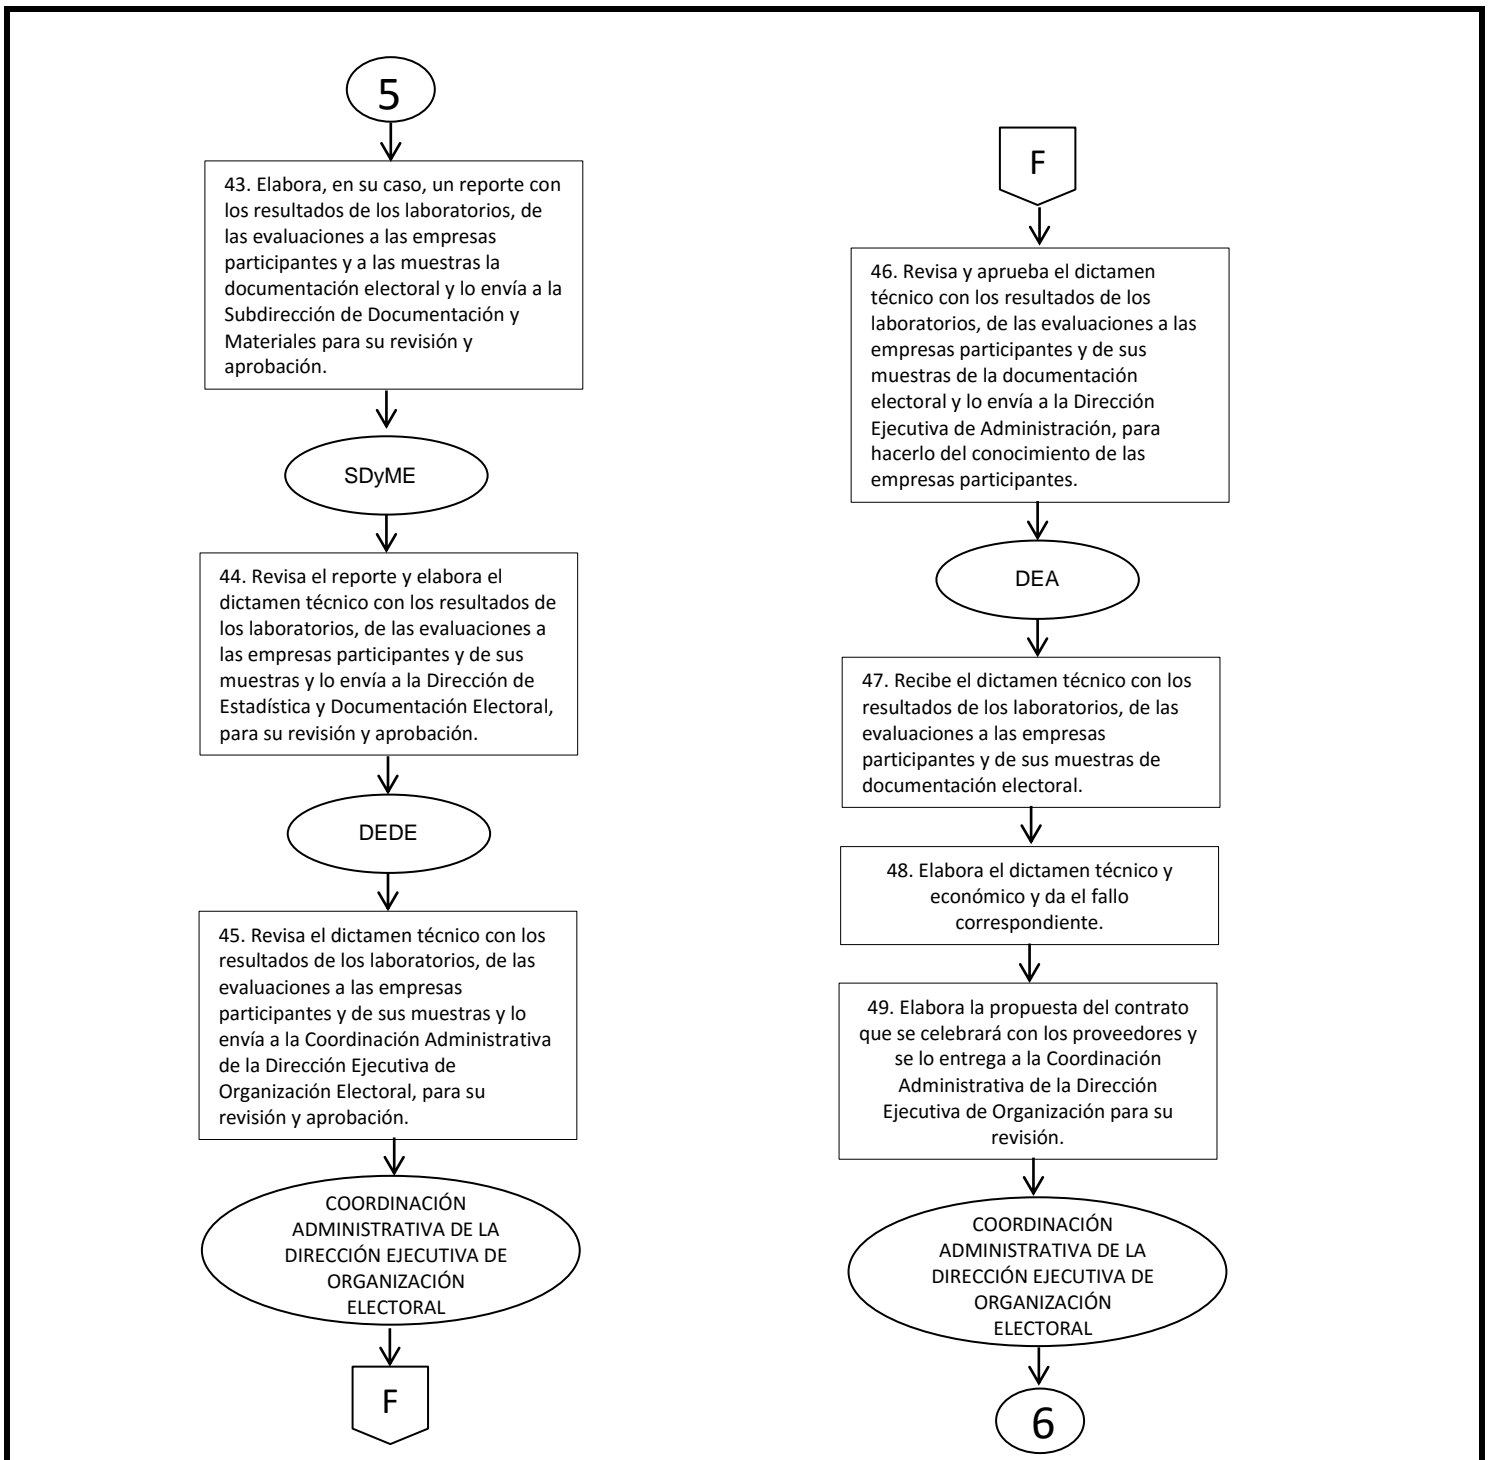 5
43. Elabora, en su caso, un reporte con
los resultados de los laboratorios, de
las evaluaciones a las empresas
participantes y a las muestras la
documentación electoral y lo envía a la
Subdirección de Documentación y
Materiales para su revisión y
aprobación.
SDyME
44. Revisa el reporte y elabora el
dictamen técnico con los resultados de
los laboratorios, de las evaluaciones a
las empresas participantes y de sus
muestras y lo envía a la Dirección de
Estadística y Documentación Electoral,
para su revisión y aprobación.
DEDE
45. Revisa el dictamen técnico con los
resultados de los laboratorios, de las
evaluaciones a las empresas
participantes y de sus muestras y lo
envía a la Coordinación Administrativa
de la Dirección Ejecutiva de
Organización Electoral, para su
revisión y aprobación.
COORDINACIÓN
ADMINISTRATIVA DE LA
DIRECCIÓN EJECUTIVA DE
ORGANIZACIÓN
ELECTORAL
F
F
46. Revisa y aprueba el dictamen
técnico con los resultados de los
laboratorios, de las evaluaciones a las
empresas participantes y de sus
muestras de la documentación
electoral y lo envía a la Dirección
Ejecutiva de Administración, para
hacerlo del conocimiento de las
empresas participantes.
DEA
47. Recibe el dictamen técnico con los
resultados de los laboratorios, de las
evaluaciones a las empresas
participantes y de sus muestras de
documentación electoral.
48. Elabora el dictamen técnico y
económico y da el fallo
correspondiente.
49. Elabora la propuesta del contrato
que se celebrará con los proveedores y
se lo entrega a la Coordinación
Administrativa de la Dirección
Ejecutiva de Organización para su
revisión.
COORDINACIÓN
ADMINISTRATIVA DE LA
DIRECCIÓN EJECUTIVA DE
ORGANIZACIÓN
ELECTORAL
6